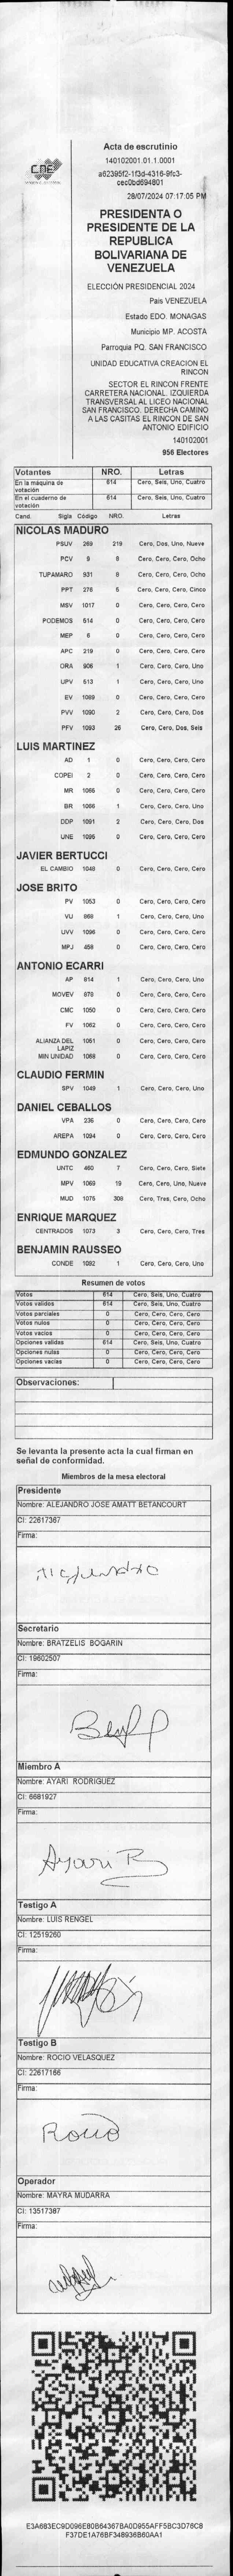 CNE
Acta de escrutinio
140102001.01.1.0001
a62395f2-1f3d-4316-9fc3-
cec0bd694801
28/07/2024 07:17:05 PM
PRESIDENTA O
PRESIDENTE DE LA
REPUBLICA
BOLIVARIANA DE
VENEZUELA
ELECCIÓN PRESIDENCIAL 2024
País VENEZUELA
Estado EDO. MONAGAS
Municipio MP. ACOSTA
Parroquia PQ. SAN FRANCISCO
UNIDAD EDUCATIVA CREACION EL
RINCON
SECTOR EL RINCON FRENTE
CARRETERA NACIONAL. IZQUIERDA
TRANSVERSAL AL LICEO NACIONAL
SAN FRANCISCO. DERECHA CAMINO
A LAS CASITAS EL RINCON DE SAN
ANTONIO EDIFICIO
140102001
956 Electores
Votantes NRO. Letras
En la máquina de votación 614 Cero, Seis, Uno, Cuatro
En el cuaderno de votación 614 Cero, Seis, Uno, Cuatro
Cand. Sigla Código NRO. Letras
NICOLAS MADURO
PSUV 269 219 Cero, Dos, Uno, Nueve
PCV 9 8 Cero, Cero, Cero, Ocho
TUPAMARO 931 8 Cero, Cero, Cero, Ocho
PPT 276 5 Cero, Cero, Cero, Cinco
MSV 1017 0 Cero, Cero, Cero, Cero
PODEMOS 514 0 Cero, Cero, Cero, Cero
MEP 6 0 Cero, Cero, Cero, Cero
APC 219 0 Cero, Cero, Cero, Cero
ORA 906 1 Cero, Cero, Cero, Uno
UPV 513 1 Cero, Cero, Cero, Uno
EV 1089 0 Cero, Cero, Cero, Cero
PVV 1090 2 Cero, Cero, Cero, Dos
PFV 1093 26 Cero, Cero, Dos, Seis
LUIS MARTINEZ
AD 1 0 Cero, Cero, Cero, Cero
COPEI 2 0 Cero, Cero, Cero, Cero
MR 1065 0 Cero, Cero, Cero, Cero
BR 1066 1 Cero, Cero, Cero, Uno
DDP 1091 2 Cero, Cero, Cero, Dos
UNE 1095 0 Cero, Cero, Cero, Cero
JAVIER BERTUCCI
EL CAMBIO 1048 0 Cero, Cero, Cero, Cero
JOSE BRITO
PV 1053 0 Cero, Cero, Cero, Cero
VU 868 1 Cero, Cero, Cero, Uno
UVV 1096 0 Cero, Cero, Cero, Cero
MPJ 458 0 Cero, Cero, Cero, Cero
ANTONIO ECARRI
AP 814 1 Cero, Cero, Cero, Uno
MOVEV 878 0 Cero, Cero, Cero, Cero
CMC 1050 0 Cero, Cero, Cero, Cero
FV 1062 0 Cero, Cero, Cero, Cero
ALIANZA DEL LAPIZ 1051 0 Cero, Cero, Cero, Cero
MIN UNIDAD 1068 0 Cero, Cero, Cero, Cero
CLAUDIO FERMIN
SPV 1049 1 Cero, Cero, Cero, Uno
DANIEL CEBALLOS
VPA 236 0 Cero, Cero, Cero, Cero
AREPA 1094 0 Cero, Cero, Cero, Cero
EDMUNDO GONZALEZ
UNTC 460 7 Cero, Cero, Cero, Siete
MPV 1069 19 Cero, Cero, Uno, Nueve
MUD 1075 308 Cero, Tres, Cero, Ocho
ENRIQUE MARQUEZ
CENTRADOS 1073 3 Cero, Cero, Cero, Tres
BENJAMIN RAUSSEO
CONDE 1092 1 Cero, Cero, Cero, Uno
Resumen de votos
Votos 614 Cero, Seis, Uno, Cuatro
Votos validos 614 Cero, Seis, Uno, Cuatro
Votos parciales 0 Cero, Cero, Cero, Cero
Votos nulos 0 Cero, Cero, Cero, Cero
Votos vacios 0 Cero, Cero, Cero, Cero
Opciones validas 614 Cero, Seis, Uno, Cuatro
Opciones nulas 0 Cero, Cero, Cero, Cero
Opciones vacias 0 Cero, Cero, Cero, Cero
Observaciones:
Se levanta la presente acta la cual firman en
señal de conformidad.
Miembros de la mesa electoral
Presidente
Nombre: ALEJANDRO JOSE AMATT BETANCOURT
CI: 22617367
Firma:
Alejandro
Secretario
Nombre: BRATZELIS BOGARIN
CI: 19602507
Firma:
Miembro A
Nombre: AYARI RODRIGUEZ
CI: 6681927
Firma:
Ayari R
Testigo A
Nombre: LUIS RENGEL
CI: 12519260
Firma:
Testigo B
Nombre: ROCIO VELASQUEZ
CI: 22617166
Firma:
Rocio
Operador
Nombre: MAYRA MUDARRA
CI: 13517387
Firma:
E3A683EC9D096E80B64367BA0D955AFF5BC3D76C8
F37DE1A76BF348936B60AA1